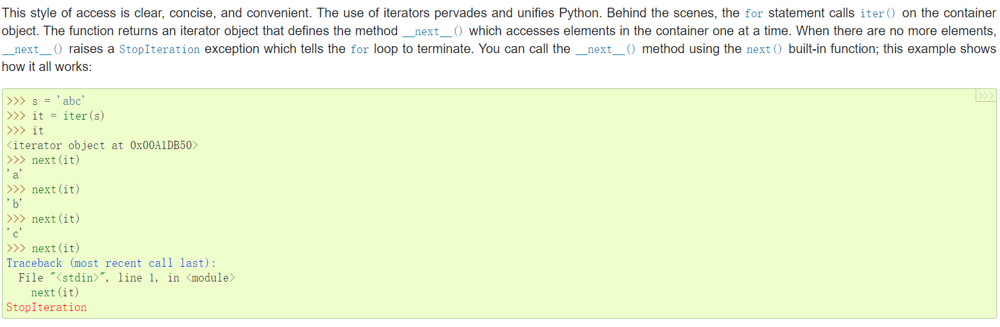 This style of access is clear, concise, and convenient. The use of iterators pervades and unifies Python. Behind the scenes, the for statement calls iter() on the container
object. The function returns an iterator object that defines the method __next__() which accesses elements in the container one at a time. When there are no more elements,
__next__() raises a StopIteration exception which tells the for loop to terminate. You can call the __next__() method using the next() built-in function; this example shows
how it all works:
>>>
>>> s = 'abc'
>>> it = iter(s)
>>> it
<iterator object at 0x00A1DB50>
>>> next(it)
'a'
>>> next(it)
'b'
>>> next(it)
'c'
>>> next(it)
Traceback (most recent call last):
  File "<stdin>", line 1, in <module>
    next(it)
StopIteration